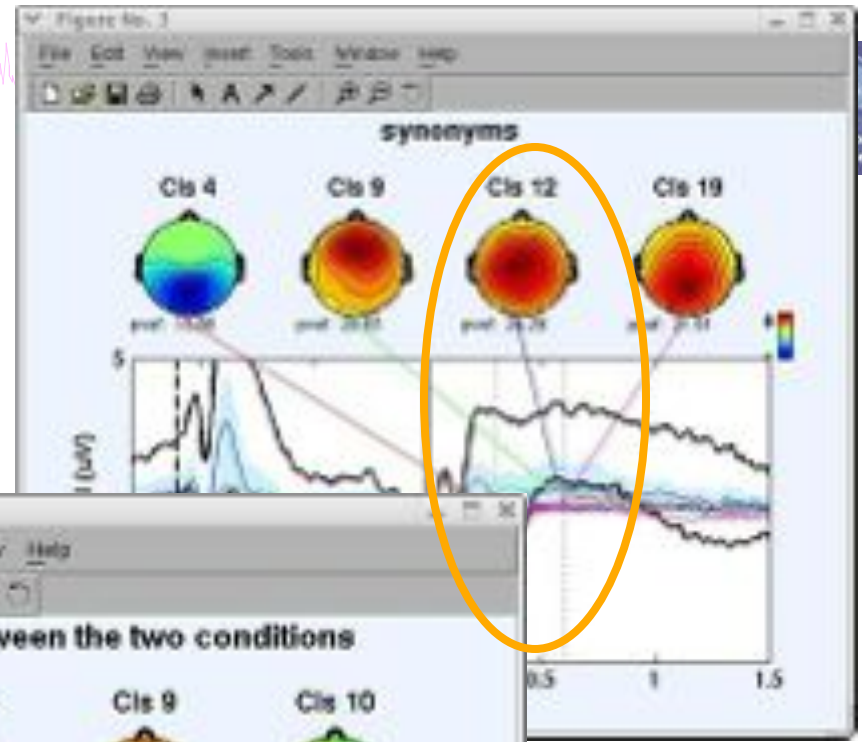 Figure No. 3
File Edit View Insert Tools Window Help
synonyms
Cls 4 Cls 9 Cls 12 Cls 19
5
(uV)
0.5 1 1.5
Help
ween the two conditions
Cls 9 Cls 10